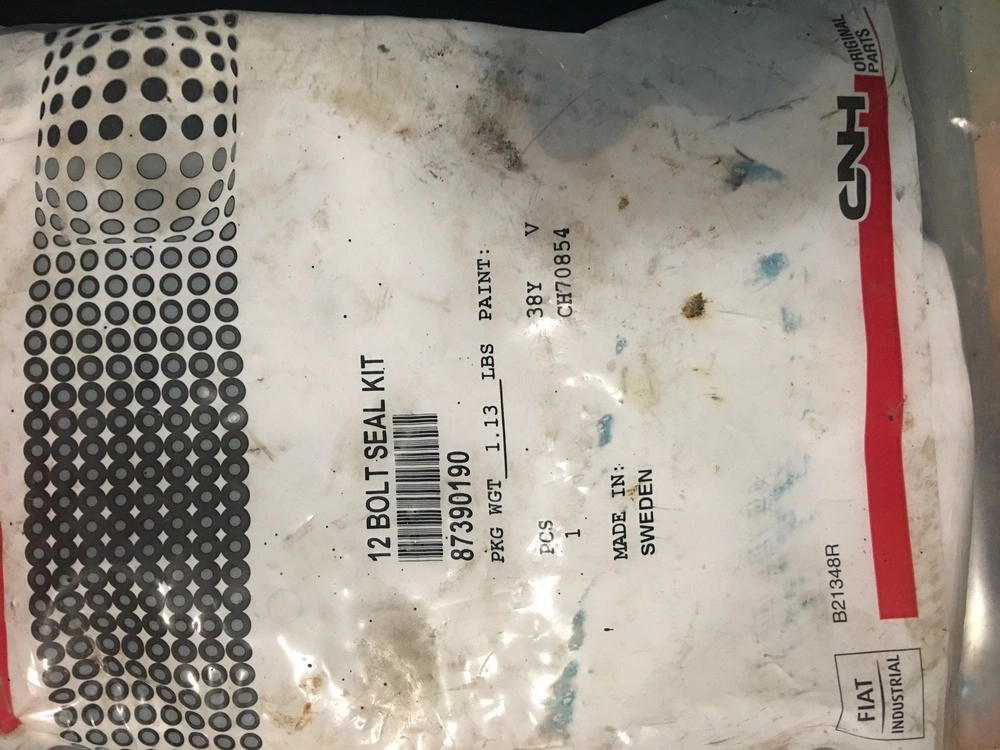 12 BOLT SEAL KIT
87390190
PKG WGT 1.13 LBS PAINT:
PCS 38Y V
1 CH70854
MADE IN:
SWEDEN
B21348R
CNH ORIGINAL
PARTS
FIAT
INDUSTRIAL